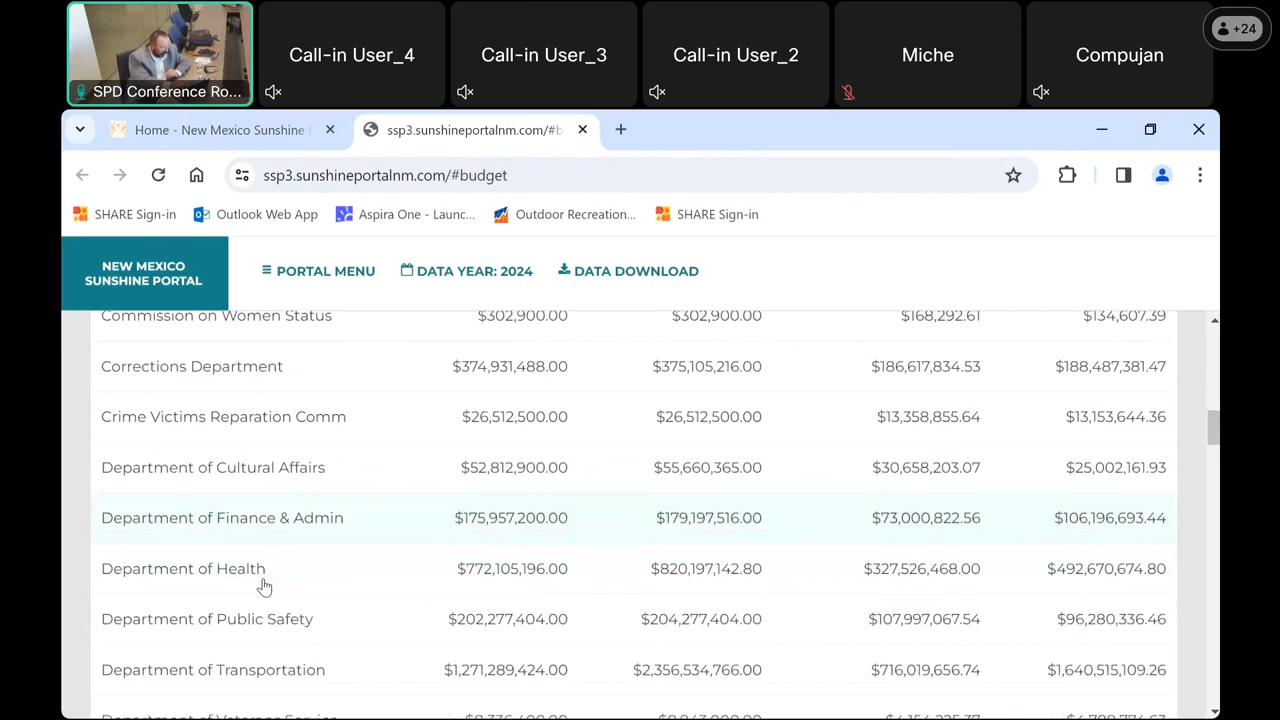 +24
SPD Conference Ro...
Call-in User_4
Call-in User_3
Call-in User_2
Miche
Compujan
Home - New Mexico Sunshine
ssp3.sunshineportalnm.com/#b
ssp3.sunshineportalnm.com/#budget
SHARE Sign-in
Outlook Web App
Aspira One - Launc...
Outdoor Recreation...
SHARE Sign-in
NEW MEXICO
SUNSHINE PORTAL
PORTAL MENU
DATA YEAR: 2024
DATA DOWNLOAD
Commission on Women Status $302,900.00 $302,900.00 $168,292.61 $134,607.39
Corrections Department $374,931,488.00 $375,105,216.00 $186,617,834.53 $188,487,381.47
Crime Victims Reparation Comm $26,512,500.00 $26,512,500.00 $13,358,855.64 $13,153,644.36
Department of Cultural Affairs $52,812,900.00 $55,660,365.00 $30,658,203.07 $25,002,161.93
Department of Finance & Admin $175,957,200.00 $179,197,516.00 $73,000,822.56 $106,196,693.44
Department of Health $772,105,196.00 $820,197,142.80 $327,526,468.00 $492,670,674.80
Department of Public Safety $202,277,404.00 $204,277,404.00 $107,997,067.54 $96,280,336.46
Department of Transportation $1,271,289,424.00 $2,356,534,766.00 $716,019,656.74 $1,640,515,109.26